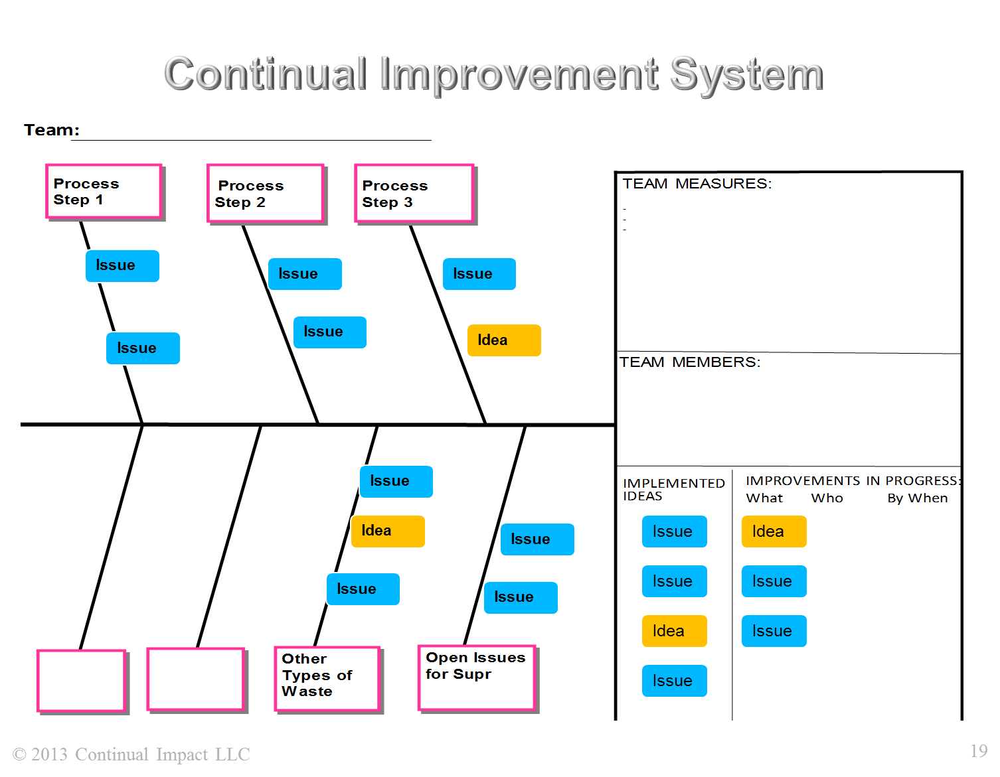 Continual Improvement System
Team:
Process
Step 1
Process
Step 2
Process
Step 3
Issue
Issue
Issue
Issue
Issue
Idea
Issue
Idea
Issue
Issue
Issue
Other
Types of
Waste
Open Issues
for Supr
TEAM MEASURES:
-
-
-
TEAM MEMBERS:
IMPLEMENTED
IDEAS
Issue
Issue
Idea
Issue
IMPROVEMENTS IN PROGRESS:
What Who By When
Idea
Issue
Issue
© 2013 Continual Impact LLC
19